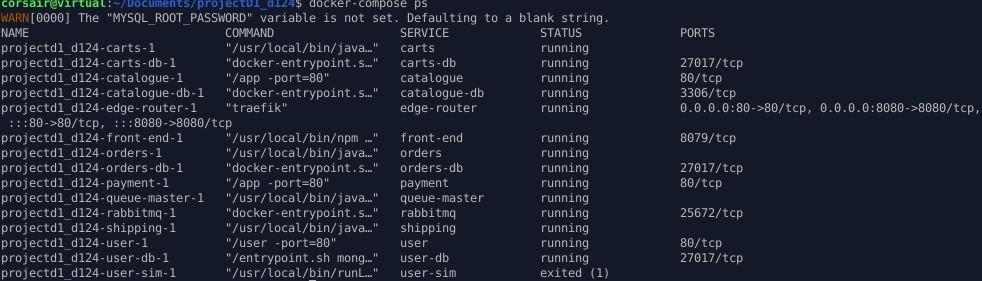 corsair@virtual:~/Documents/projectD1_d124$ docker-compose ps
WARN[0000] The "MYSQL_ROOT_PASSWORD" variable is not set. Defaulting to a blank string.
NAME COMMAND SERVICE STATUS PORTS
projectd1_d124-carts-1 "/usr/local/bin/java…" carts running
projectd1_d124-carts-db-1 "docker-entrypoint.s…" carts-db running 27017/tcp
projectd1_d124-catalogue-1 "/app -port=80" catalogue running 80/tcp
projectd1_d124-catalogue-db-1 "docker-entrypoint.s…" catalogue-db running 3306/tcp
projectd1_d124-edge-router-1 "traefik" edge-router running 0.0.0.0:80->80/tcp, 0.0.0.0:8080->8080/tcp,
:::80->80/tcp, :::8080->8080/tcp
projectd1_d124-front-end-1 "/usr/local/bin/npm …" front-end running 8079/tcp
projectd1_d124-orders-1 "/usr/local/bin/java…" orders running
projectd1_d124-orders-db-1 "docker-entrypoint.s…" orders-db running 27017/tcp
projectd1_d124-payment-1 "/app -port=80" payment running 80/tcp
projectd1_d124-queue-master-1 "/usr/local/bin/java…" queue-master running
projectd1_d124-rabbitmq-1 "docker-entrypoint.s…" rabbitmq running 25672/tcp
projectd1_d124-shipping-1 "/usr/local/bin/java…" shipping running
projectd1_d124-user-1 "/user -port=80" user running 80/tcp
projectd1_d124-user-db-1 "/entrypoint.sh mong…" user-db running 27017/tcp
projectd1_d124-user-sim-1 "/usr/local/bin/runL…" user-sim exited (1)